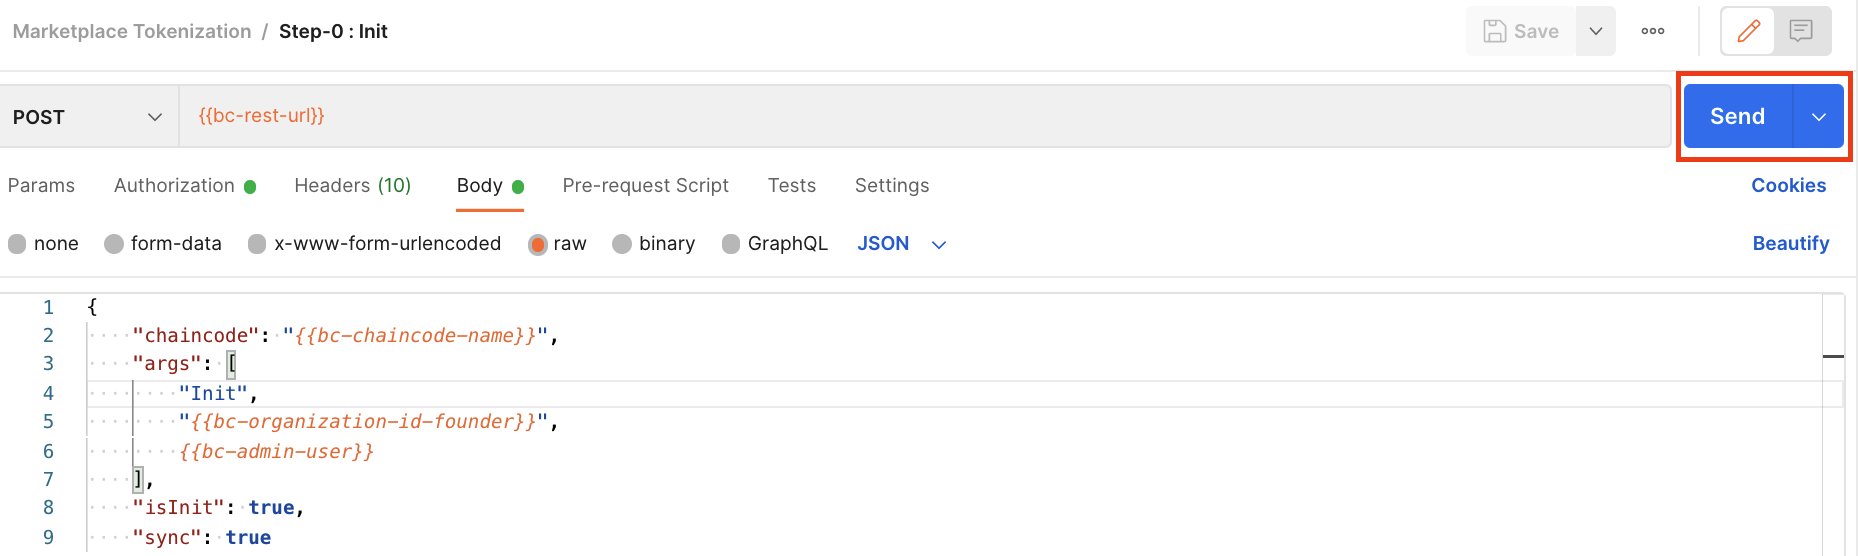 Marketplace Tokenization / Step-0 : Init
Save
POST
{{bc-rest-url}}
Send
Params Authorization Headers (10) Body Pre-request Script Tests Settings Cookies
none form-data x-www-form-urlencoded raw binary GraphQL JSON Beautify
1 {
2 "chaincode": "{{bc-chaincode-name}}",
3 "args": [
4 "Init",
5 "{{bc-organization-id-founder}}",
6 {{bc-admin-user}}
7 ],
8 "isInit": true,
9 "sync": true